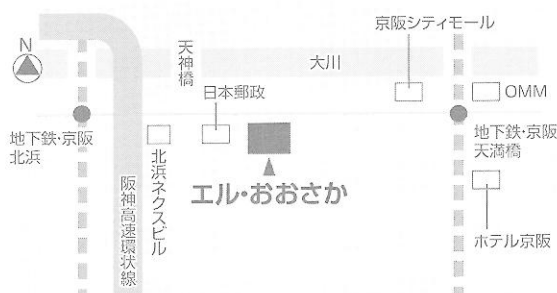 N
京阪シティモール
天神橋
大川
日本郵政
OMM
地下鉄・京阪
北浜
地下鉄・京阪
天満橋
阪神高速環状線
北浜ネクスビル
エル・おおさか
ホテル京阪